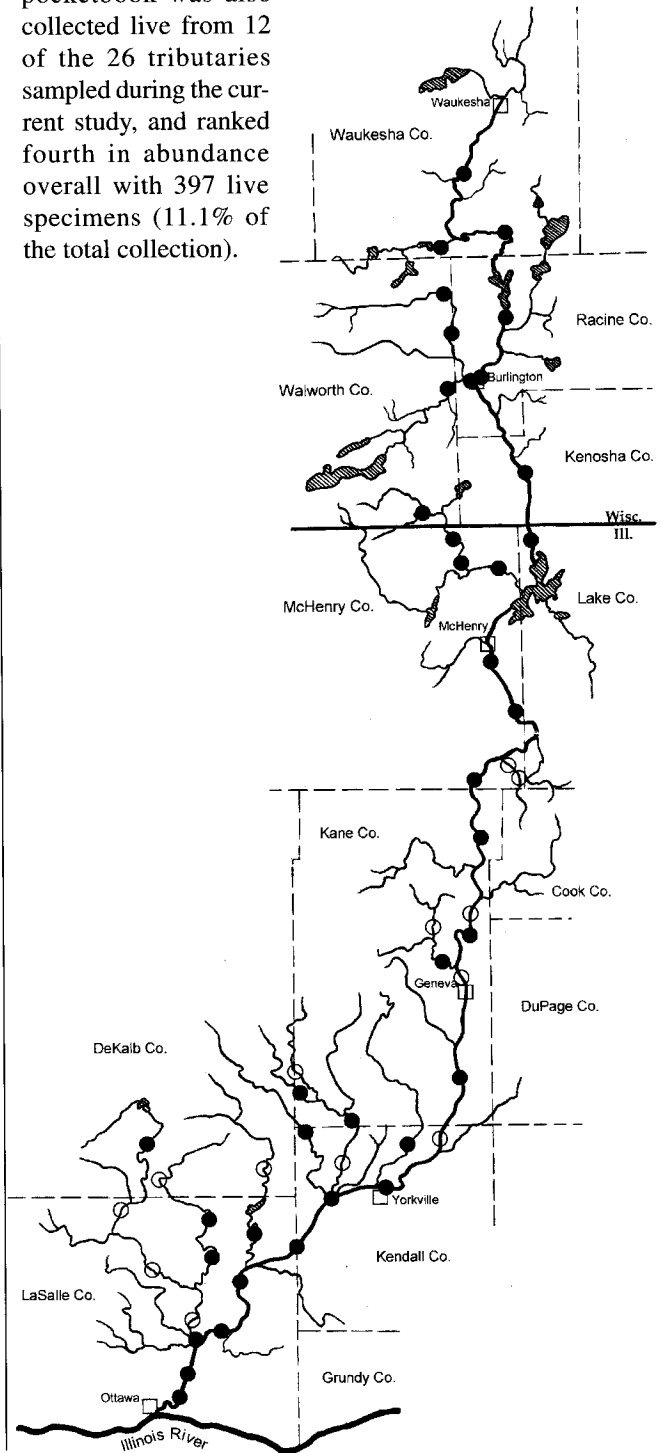 pocketbook was also
collected live from 12
of the 26 tributaries
sampled during the cur-
rent study, and ranked
fourth in abundance
overall with 397 live
specimens (11.1% of
the total collection).
Waukesha
Waukesha Co.
Racine Co.
Burlington
Walworth Co.
Kenosha Co.
Wisc.
Ill.
McHenry Co.
Lake Co.
McHenry
Kane Co.
Cook Co.
Geneva
DuPage Co.
DeKalb Co.
Yorkville
Kendall Co.
LaSalle Co.
Grundy Co.
Ottawa
Illinois River